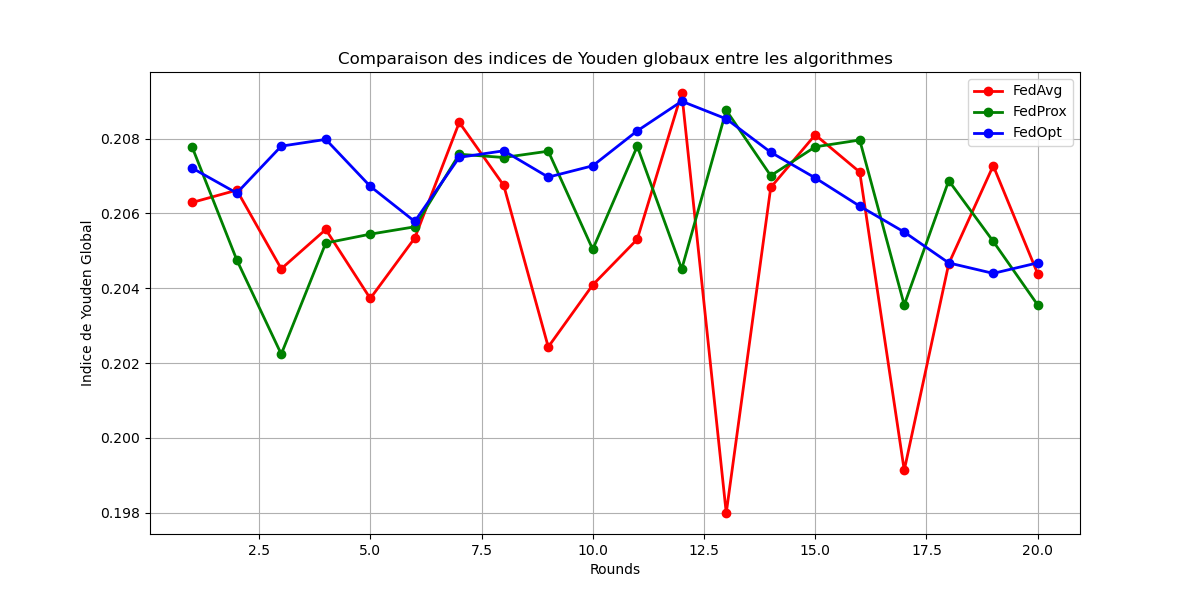 Comparaison des indices de Youden globaux entre les algorithmes
FedAvg
FedProx
FedOpt
Indice de Youden Global
0.208
0.206
0.204
0.202
0.200
0.198
2.5 5.0 7.5 10.0 12.5 15.0 17.5 20.0
Rounds